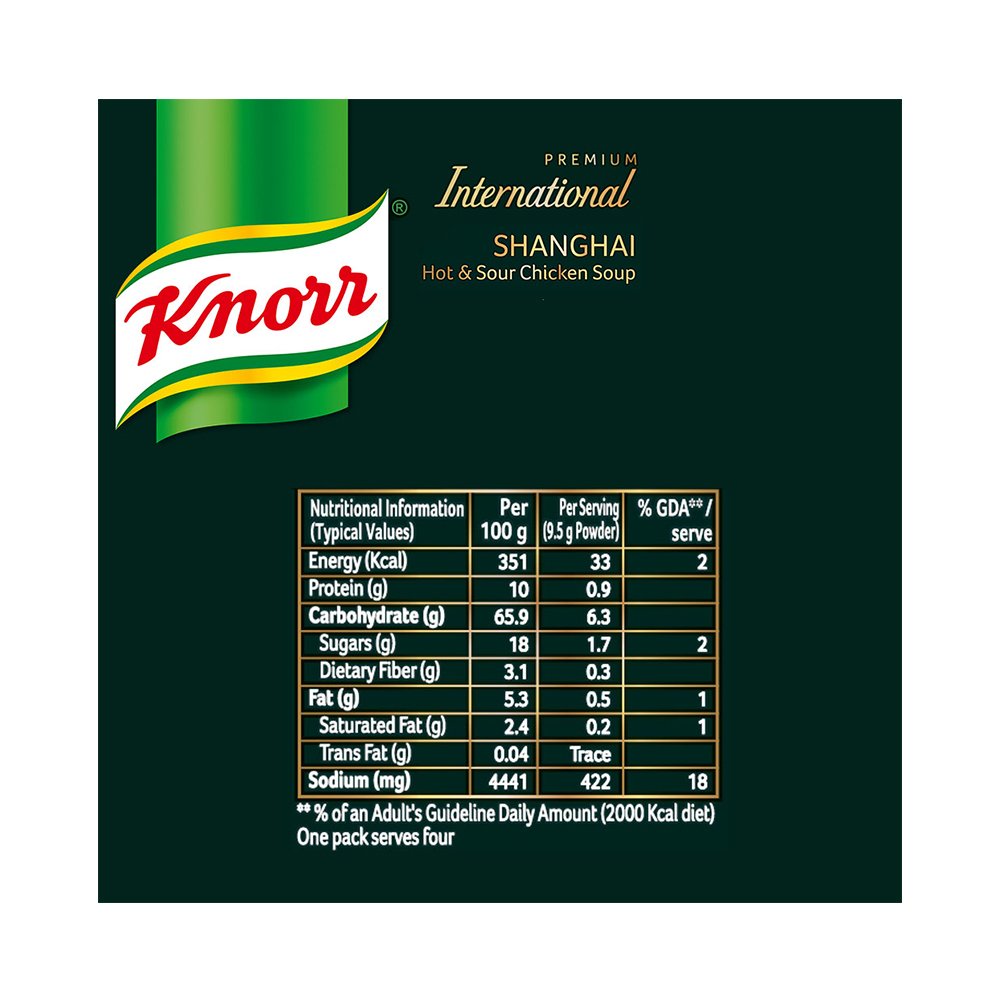 PREMIUM
International
SHANGHAI
Hot & Sour Chicken Soup
Knorr®
Nutritional Information (Typical Values) Per 100 g Per Serving (9.5 g Powder) % GDA** / serve
Energy (Kcal) 351 33 2
Protein (g) 10 0.9
Carbohydrate (g) 65.9 6.3
Sugars (g) 18 1.7 2
Dietary Fiber (g) 3.1 0.3
Fat (g) 5.3 0.5 1
Saturated Fat (g) 2.4 0.2 1
Trans Fat (g) 0.04 Trace
Sodium (mg) 4441 422 18
** % of an Adult's Guideline Daily Amount (2000 Kcal diet)
One pack serves four